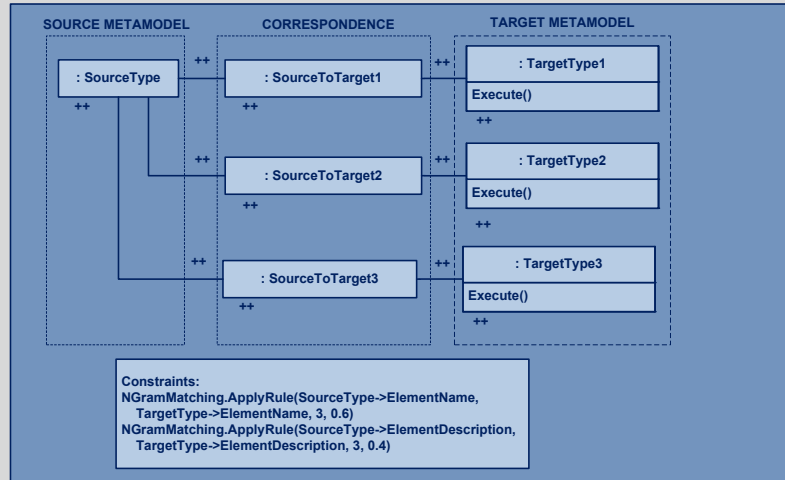 SOURCE METAMODEL
CORRESPONDENCE
TARGET METAMODEL
: SourceType
++
++
: SourceToTarget1
++
++
: TargetType1
Execute()
++
++
: SourceToTarget2
++
++
: TargetType2
Execute()
++
++
: SourceToTarget3
++
++
: TargetType3
Execute()
++
Constraints:
NGramMatching.ApplyRule(SourceType->ElementName,
TargetType->ElementName, 3, 0.6)
NGramMatching.ApplyRule(SourceType->ElementDescription,
TargetType->ElementDescription, 3, 0.4)